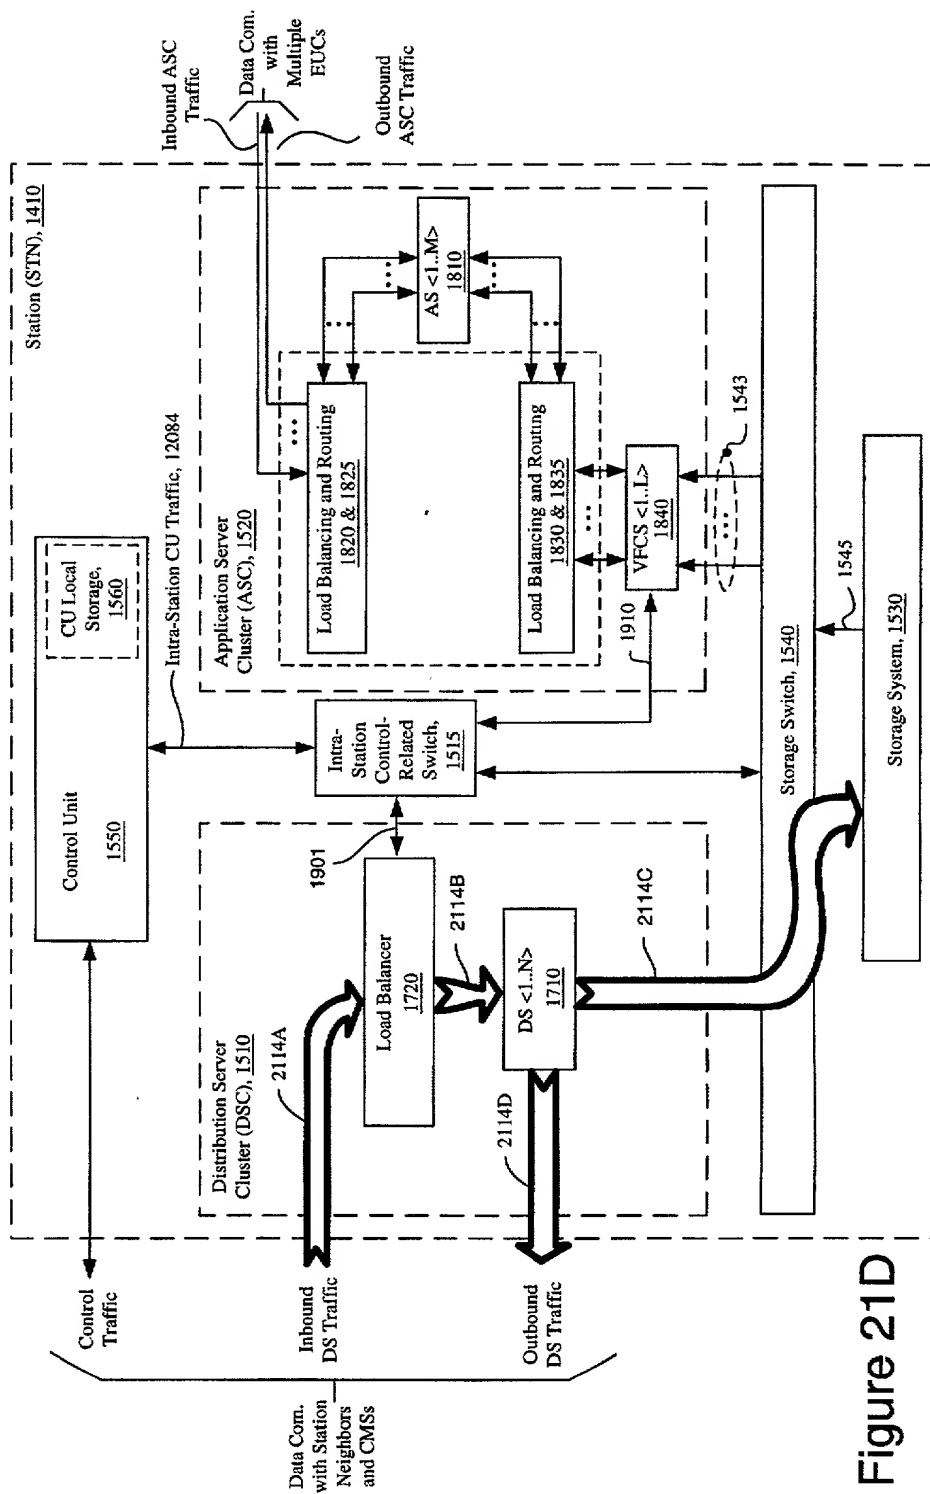 Station (STN), 1410
Inbound ASC
Traffic
Data Com.
with
Multiple
EUCs
Outbound
ASC Traffic
Control Unit
1550
CU Local
Storage,
1560
Intra-Station CU Traffic, 12084
Application Server
Cluster (ASC), 1520
Load Balancing and Routing
1820 & 1825
AS <1..M>
1810
Load Balancing and Routing
1830 & 1835
VFCS <1..L>
1840
1543
1910
Intra-
Station
Control-
Related
Switch,
1515
1901
Control
Traffic
Distribution Server
Cluster (DSC), 1510
2114A
Load Balancer
1720
2114B
DS <1..N>
1710
2114C
2114D
Inbound
DS Traffic
Outbound
DS Traffic
Data Com.
with Station
Neighbors
and CMSs
Storage Switch, 1540
1545
Storage System, 1530
Figure 21D